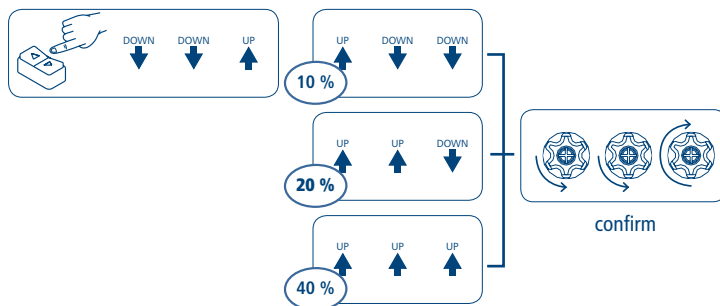 DOWN DOWN UP
UP DOWN DOWN
10 %
UP UP DOWN
20 %
UP UP UP
40 %
confirm